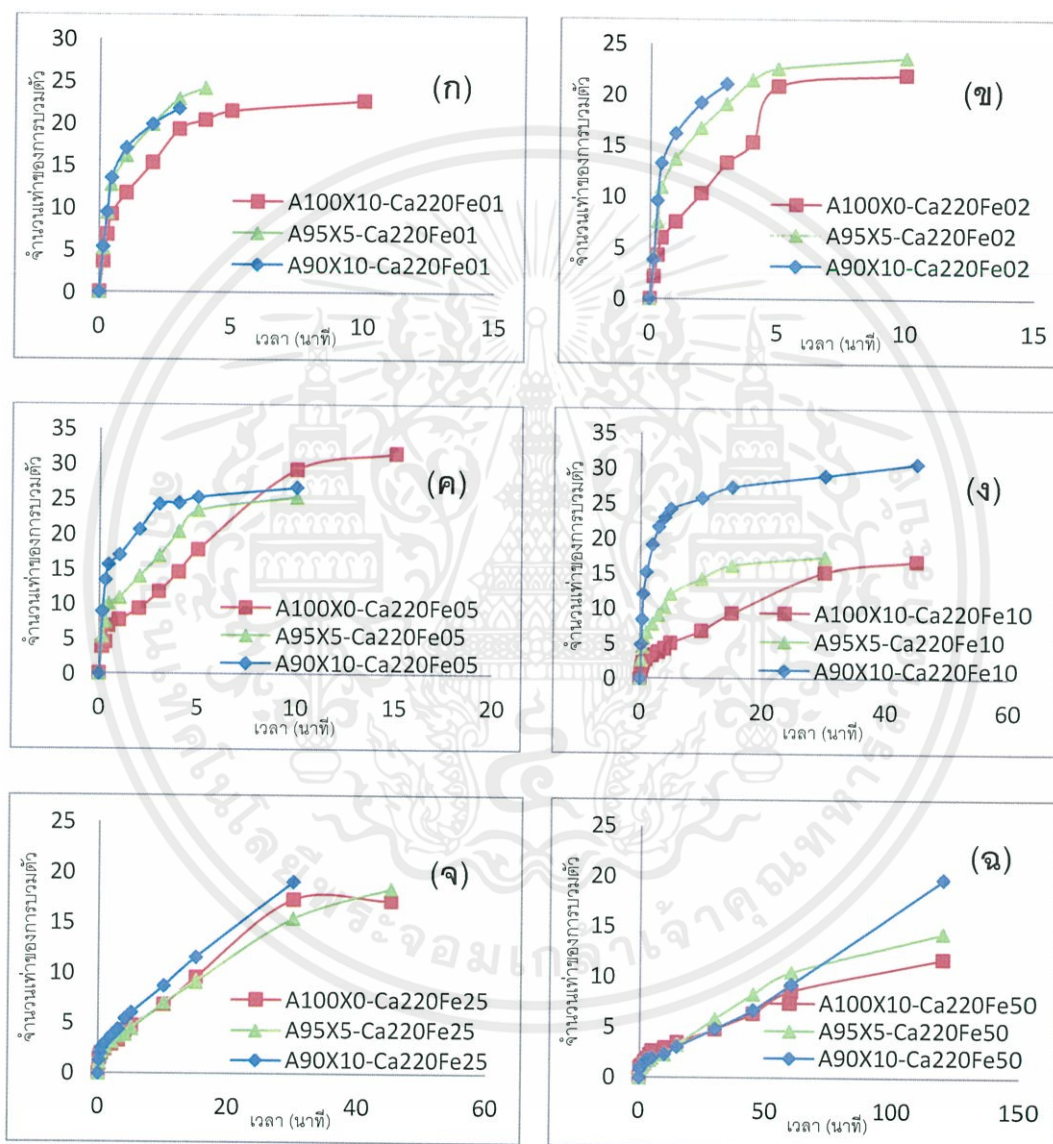 30
25
20
15
10
5
0
จำนวนเท่าของการบวมตัว
(ก)
A100X10-Ca220Fe01
A95X5-Ca220Fe01
A90X10-Ca220Fe01
0 5 10 15
เวลา (นาที)
25
20
15
10
5
0
จำนวนเท่าของการบวมตัว
(ข)
A100X0-Ca220Fe02
A95X5-Ca220Fe02
A90X10-Ca220Fe02
0 5 10 15
เวลา (นาที)
35
30
25
20
15
10
5
0
จำนวนเท่าของการบวมตัว
(ค)
A100X0-Ca220Fe05
A95X5-Ca220Fe05
A90X10-Ca220Fe05
0 5 10 15 20
เวลา (นาที)
35
30
25
20
15
10
5
0
จำนวนเท่าของการบวมตัว
(ง)
A100X10-Ca220Fe10
A95X5-Ca220Fe10
A90X10-Ca220Fe10
0 20 40 60
เวลา (นาที)
25
20
15
10
5
0
จำนวนเท่าของการบวมตัว
(จ)
A100X0-Ca220Fe25
A95X5-Ca220Fe25
A90X10-Ca220Fe25
0 20 40 60
เวลา (นาที)
25
20
15
10
5
0
จำนวนเท่าของการบวมตัว
(ฉ)
A100X10-Ca220Fe50
A95X5-Ca220Fe50
A90X10-Ca220Fe50
0 50 100 150
เวลา (นาที)